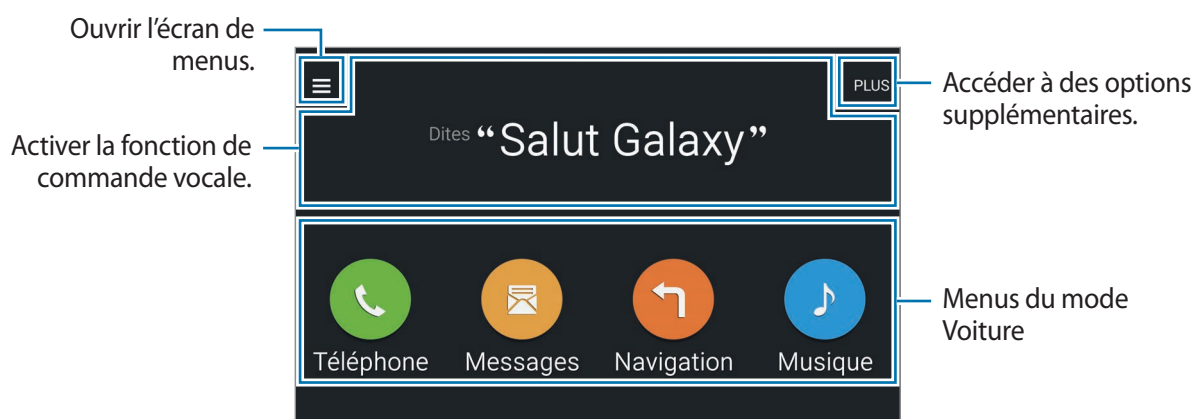 Ouvrir l’écran de
menus.
Activer la fonction de
commande vocale.
PLUS
Dites “Salut Galaxy”
Accéder à des options
supplémentaires.
Téléphone Messages Navigation Musique
Menus du mode
Voiture